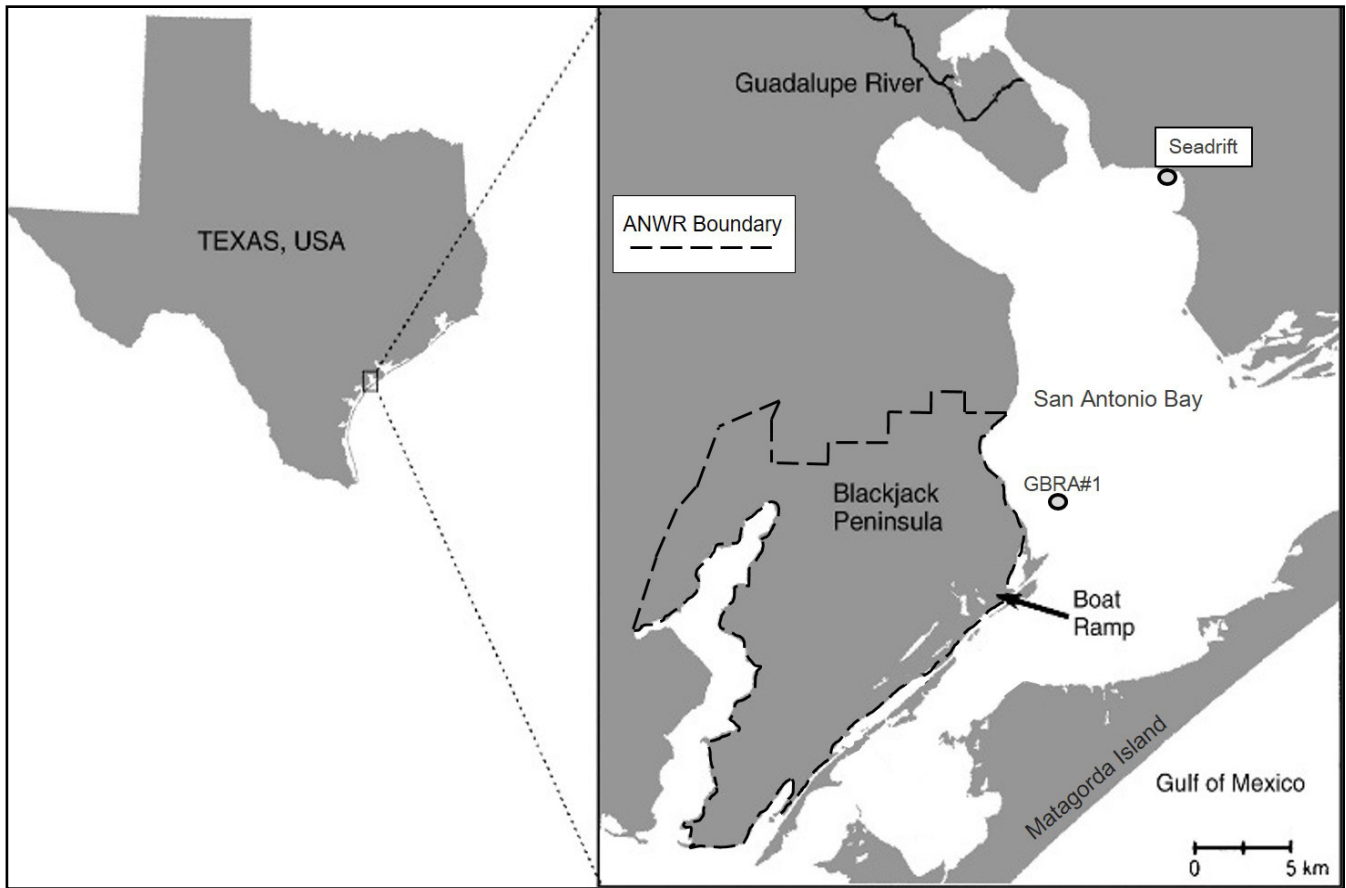 TEXAS, USA
Guadalupe River
Seadrift
ANWR Boundary
San Antonio Bay
GBRA#1
Blackjack
Peninsula
Boat
Ramp
Matagorda Island
Gulf of Mexico
0 5 km